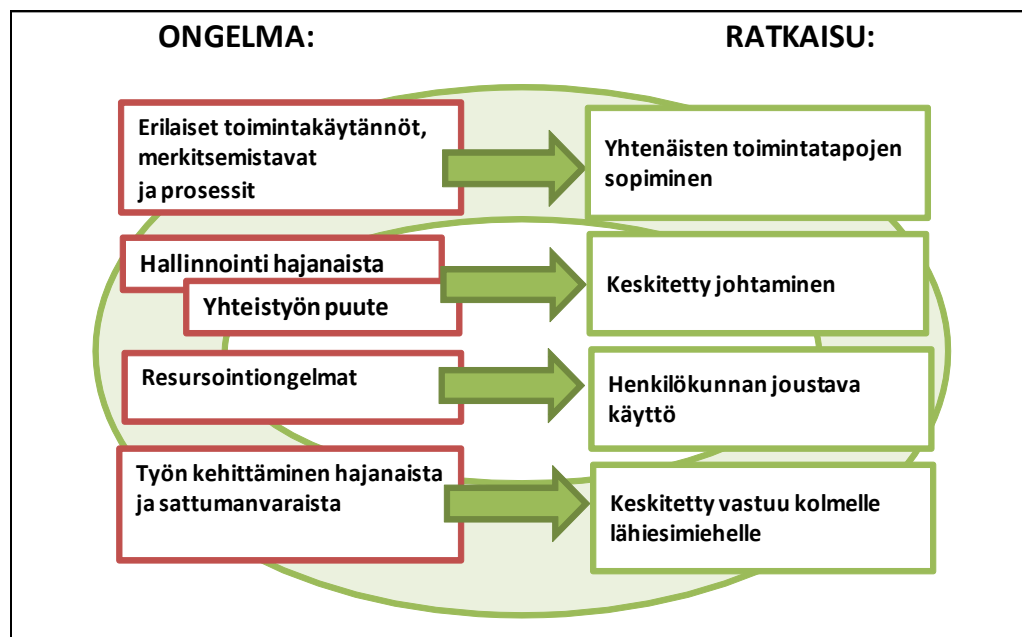 ONGELMA:
RATKAISU:
Erilaiset toimintakäytännöt,
merkitsemistavat
ja prosessit
Yhtenäisten toimintatapojen
sopiminen
Hallinnointi hajanaista
Yhteistyön puute
Keskitetty johtaminen
Resursointiongelmat
Henkilökunnan joustava
käyttö
Työn kehittäminen hajanaista
ja sattumanvaraista
Keskitetty vastuu kolmelle
lähiesimiehelle